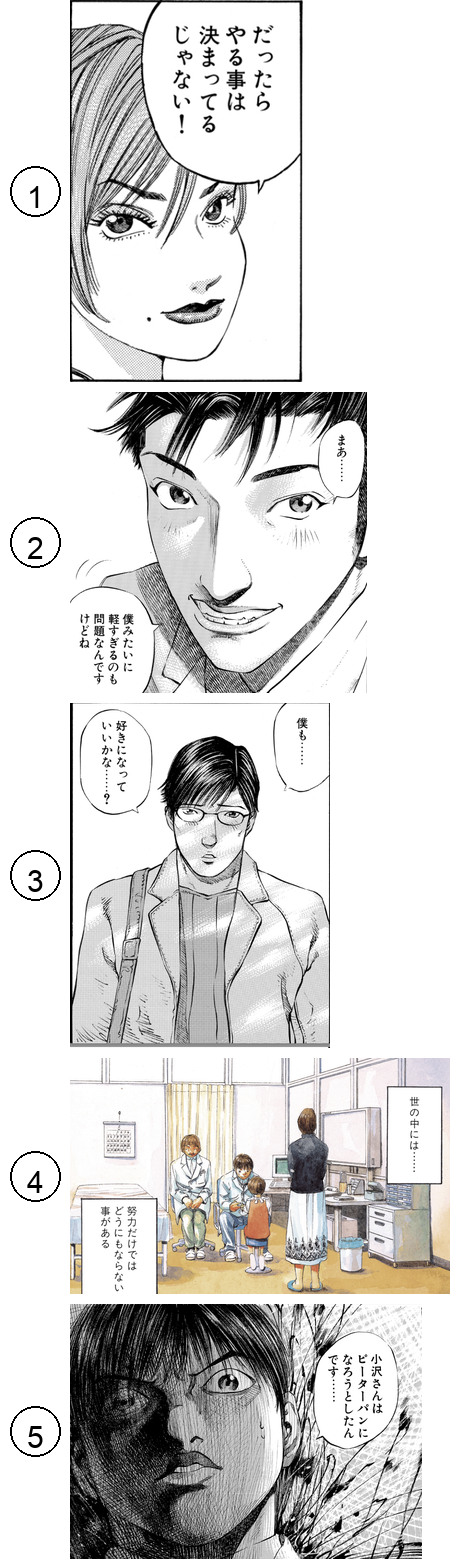 1
だったら
やる事は
決まってる
じゃない!
2
まあ……
僕みたいに
軽すぎるのも
問題なんです
けどね
3
僕も……
好きになって
いいかな……?
4
世の中には……
努力だけでは
どうにもならない
事がある
5
小沢さんは
ピーターパンに
なろうとしたん
です……